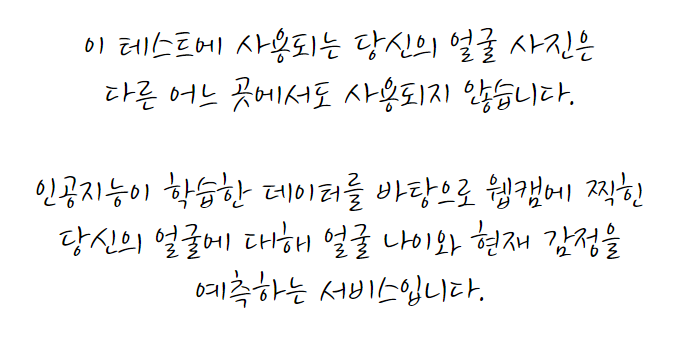 이 테스트에 사용되는 당신의 얼굴 사진은
다른 어느 곳에서도 사용되지 않습니다.
인공지능이 학습한 데이터를 바탕으로 웹캠에 찍힌
당신의 얼굴에 대해 얼굴 나이와 현재 감정을
예측하는 서비스입니다.